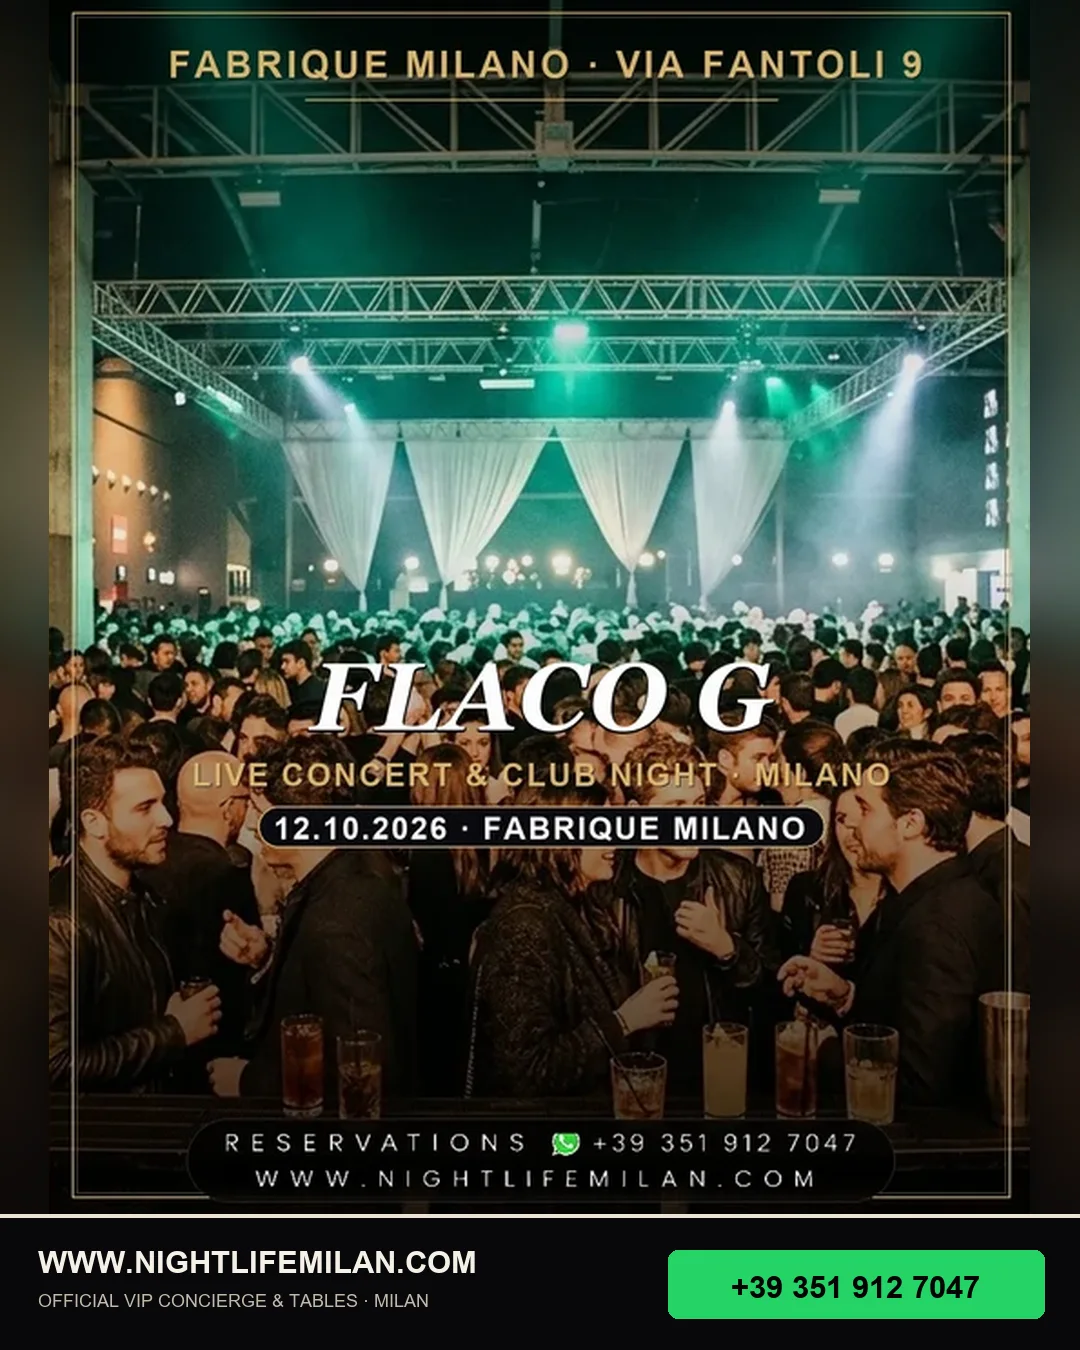 FABRIQUE MILANO · VIA FANTOLI 9
FLACO G
LIVE CONCERT & CLUB NIGHT · MILANO
12.10.2026 · FABRIQUE MILANO
RESERVATIONS +39 351 912 7047
WWW.NIGHTLIFEMILAN.COM
WWW.NIGHTLIFEMILAN.COM
OFFICIAL VIP CONCIERGE & TABLES · MILAN
+39 351 912 7047